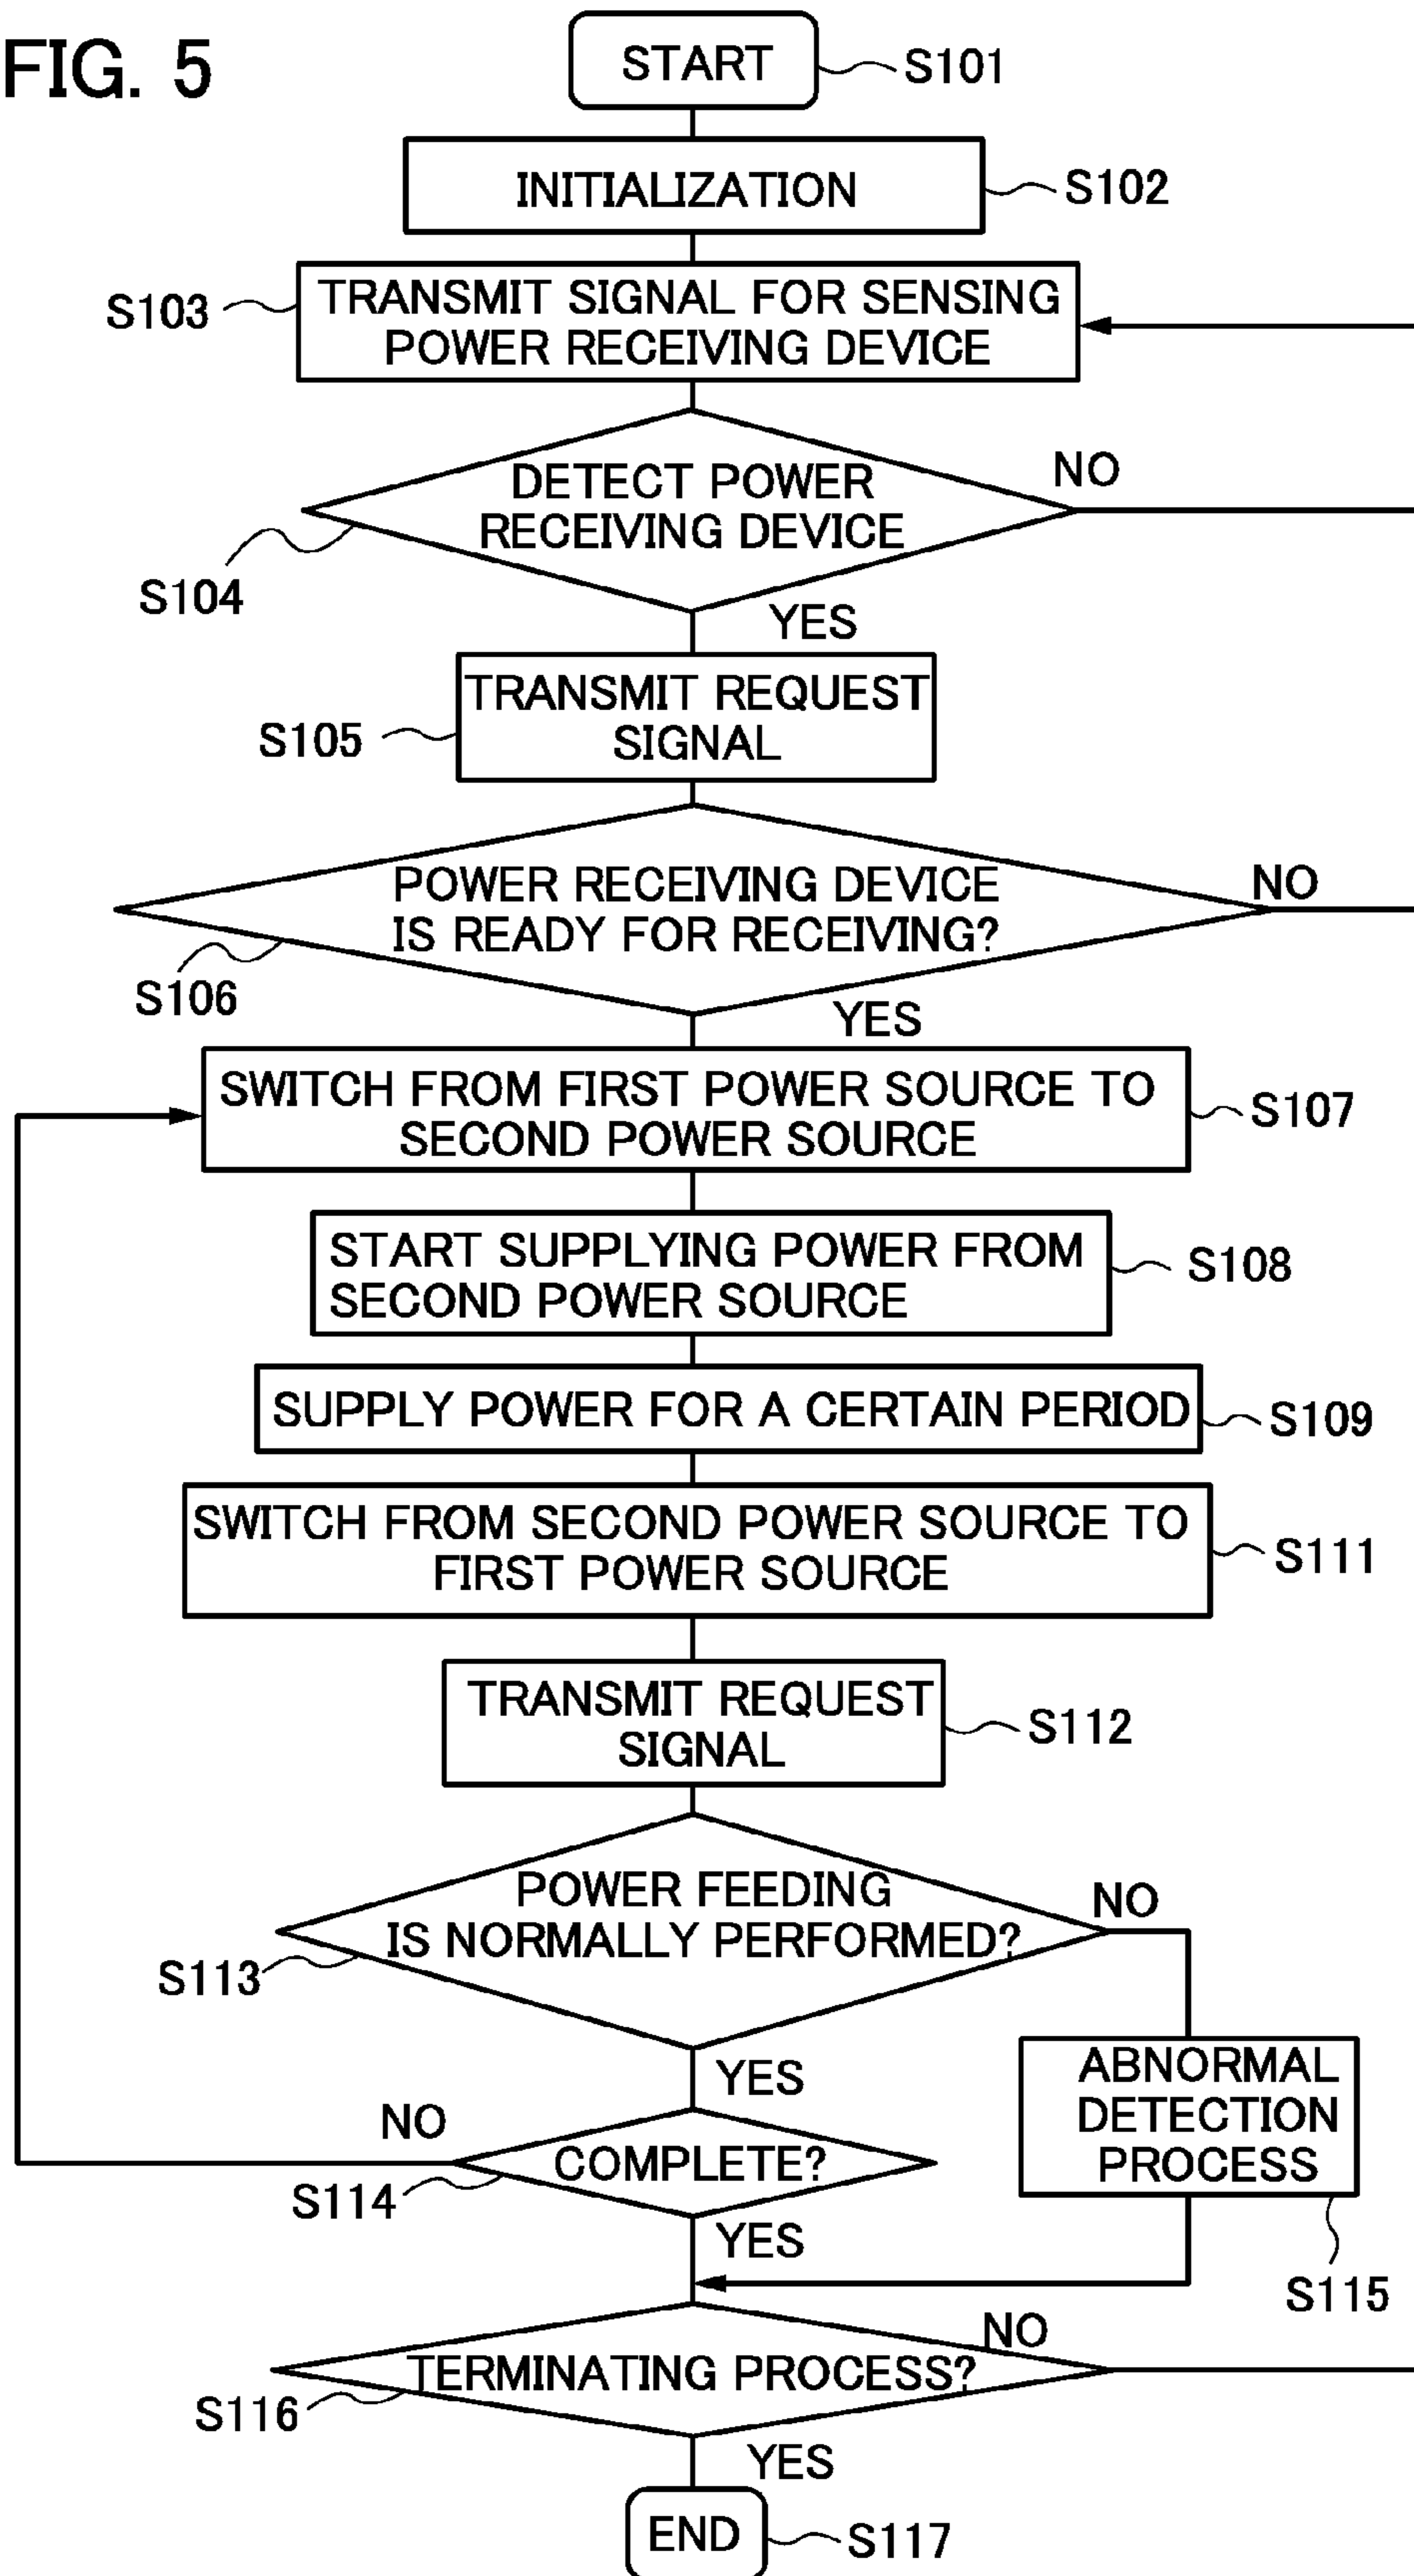 FIG. 5
START
S101
INITIALIZATION
S102
S103
TRANSMIT SIGNAL FOR SENSING
POWER RECEIVING DEVICE
DETECT POWER
RECEIVING DEVICE
NO
S104
YES
TRANSMIT REQUEST
SIGNAL
S105
POWER RECEIVING DEVICE
IS READY FOR RECEIVING?
NO
S106
YES
SWITCH FROM FIRST POWER SOURCE TO
SECOND POWER SOURCE
S107
START SUPPLYING POWER FROM
SECOND POWER SOURCE
S108
SUPPLY POWER FOR A CERTAIN PERIOD
S109
SWITCH FROM SECOND POWER SOURCE TO
FIRST POWER SOURCE
S111
TRANSMIT REQUEST
SIGNAL
S112
POWER FEEDING
IS NORMALLY PERFORMED?
NO
S113
YES
ABNORMAL
DETECTION
PROCESS
NO
COMPLETE?
S114
YES
S115
NO
TERMINATING PROCESS?
S116
YES
END
S117